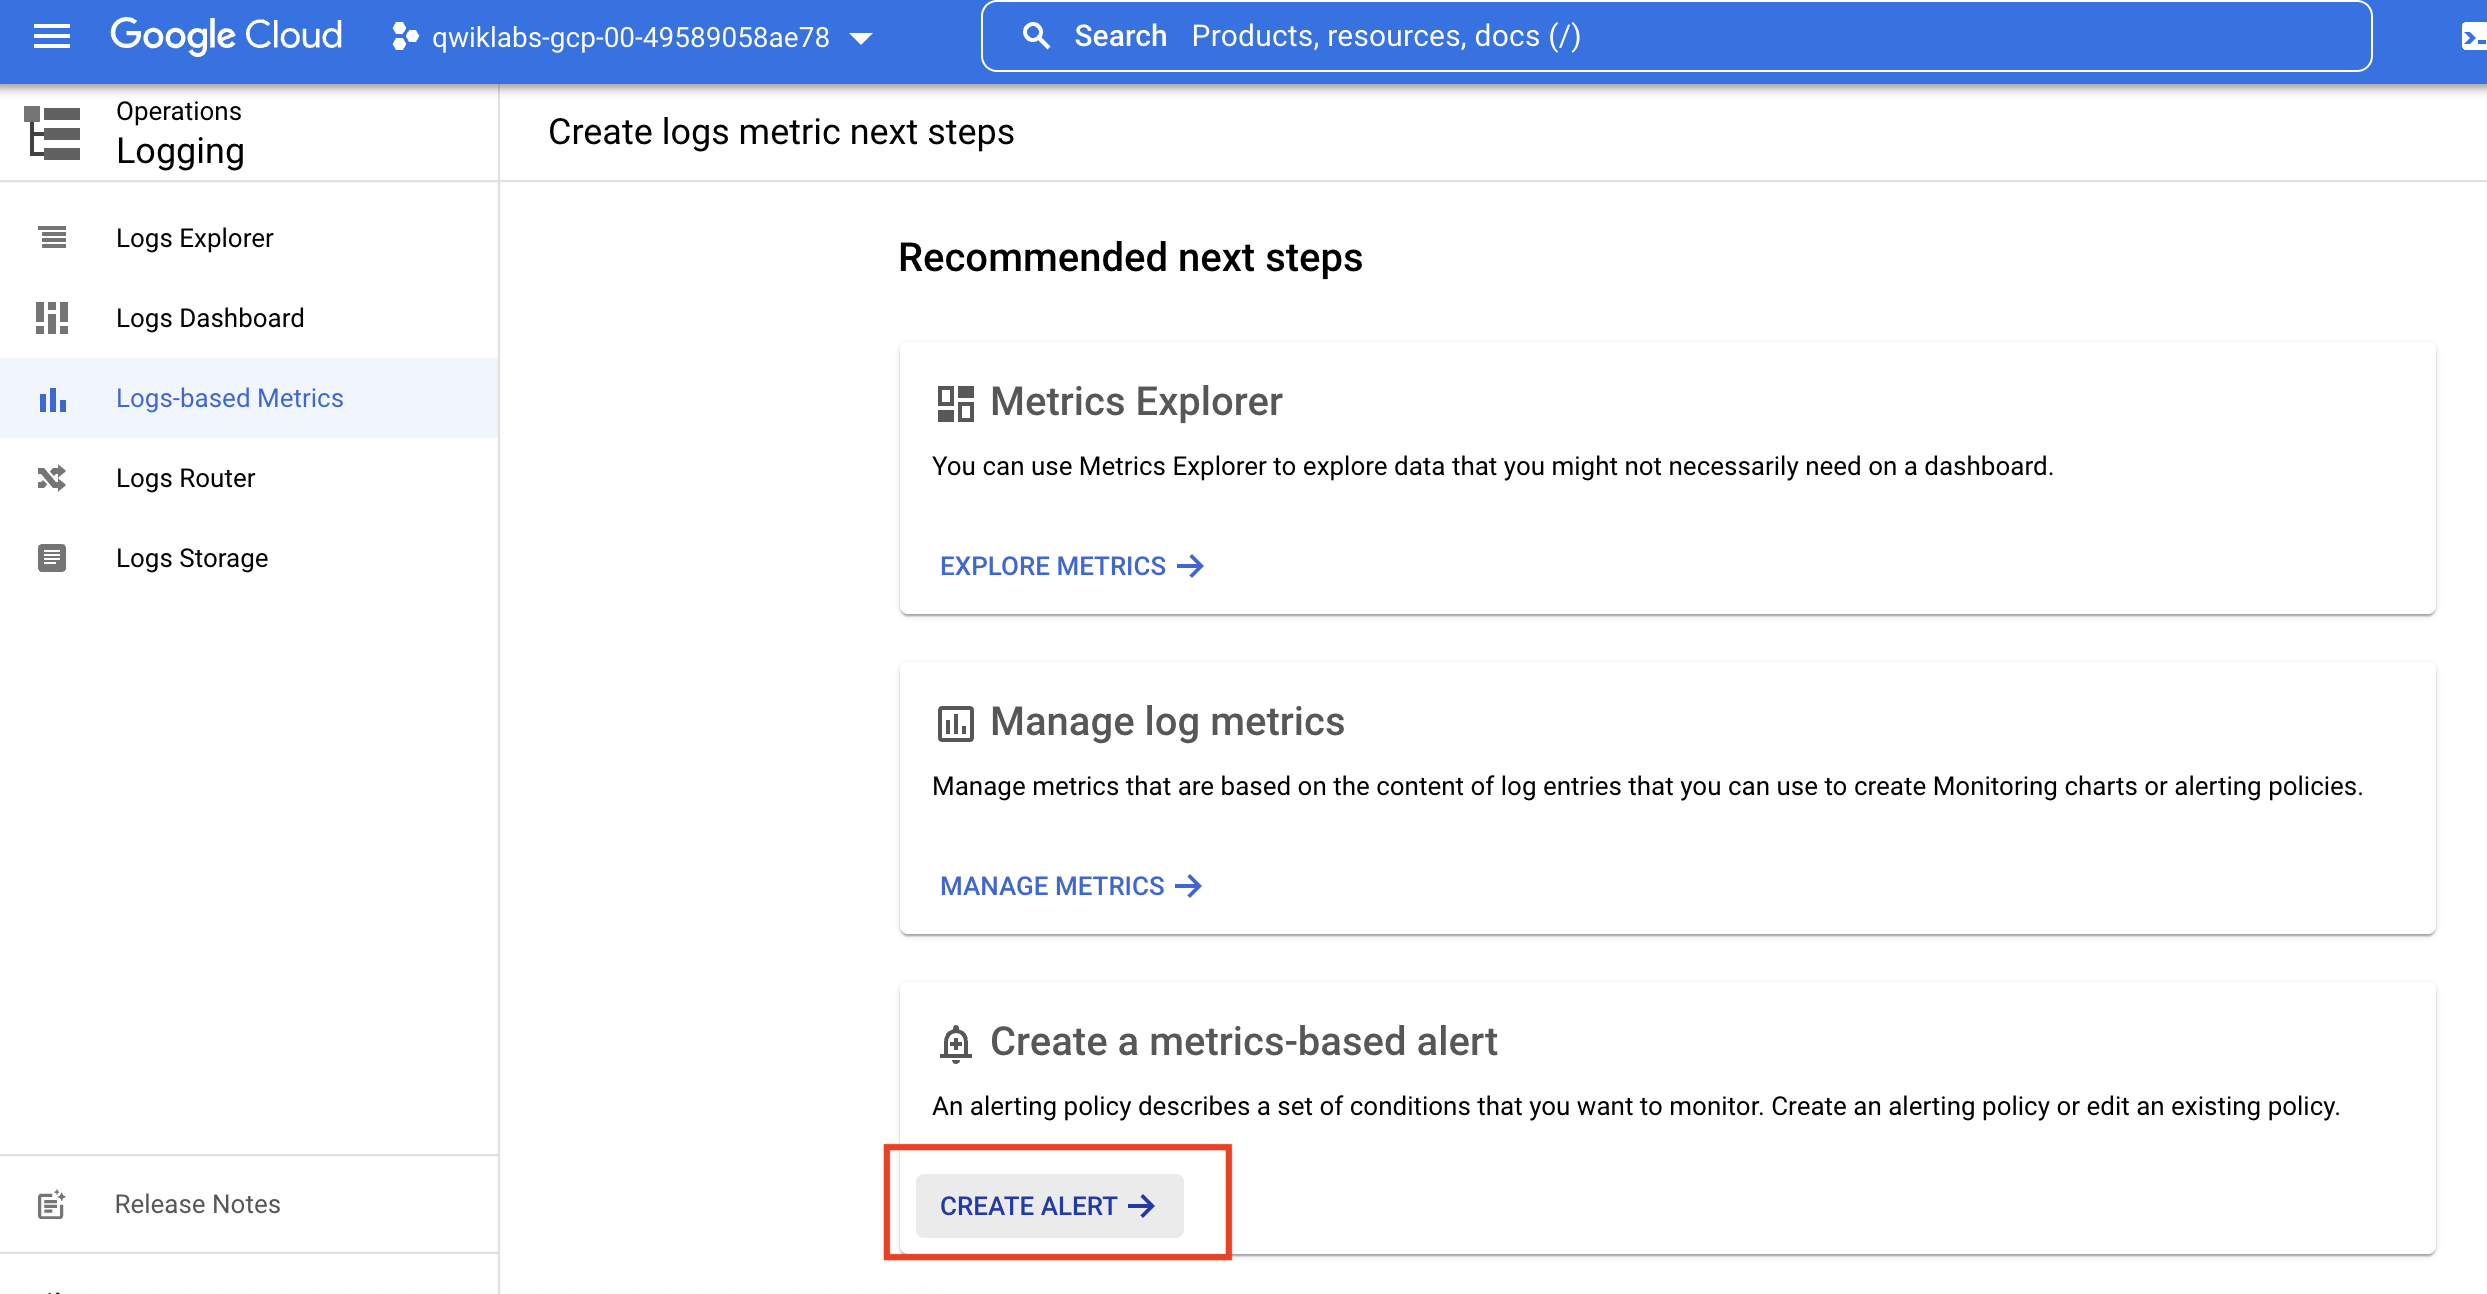 Google Cloud
qwiklabs-gcp-00-49589058ae78
Search Products, resources, docs (/)
Operations
Logging
Logs Explorer
Logs Dashboard
Logs-based Metrics
Logs Router
Logs Storage
Release Notes
Create logs metric next steps
Recommended next steps
Metrics Explorer
You can use Metrics Explorer to explore data that you might not necessarily need on a dashboard.
EXPLORE METRICS →
Manage log metrics
Manage metrics that are based on the content of log entries that you can use to create Monitoring charts or alerting policies.
MANAGE METRICS →
Create a metrics-based alert
An alerting policy describes a set of conditions that you want to monitor. Create an alerting policy or edit an existing policy.
CREATE ALERT →